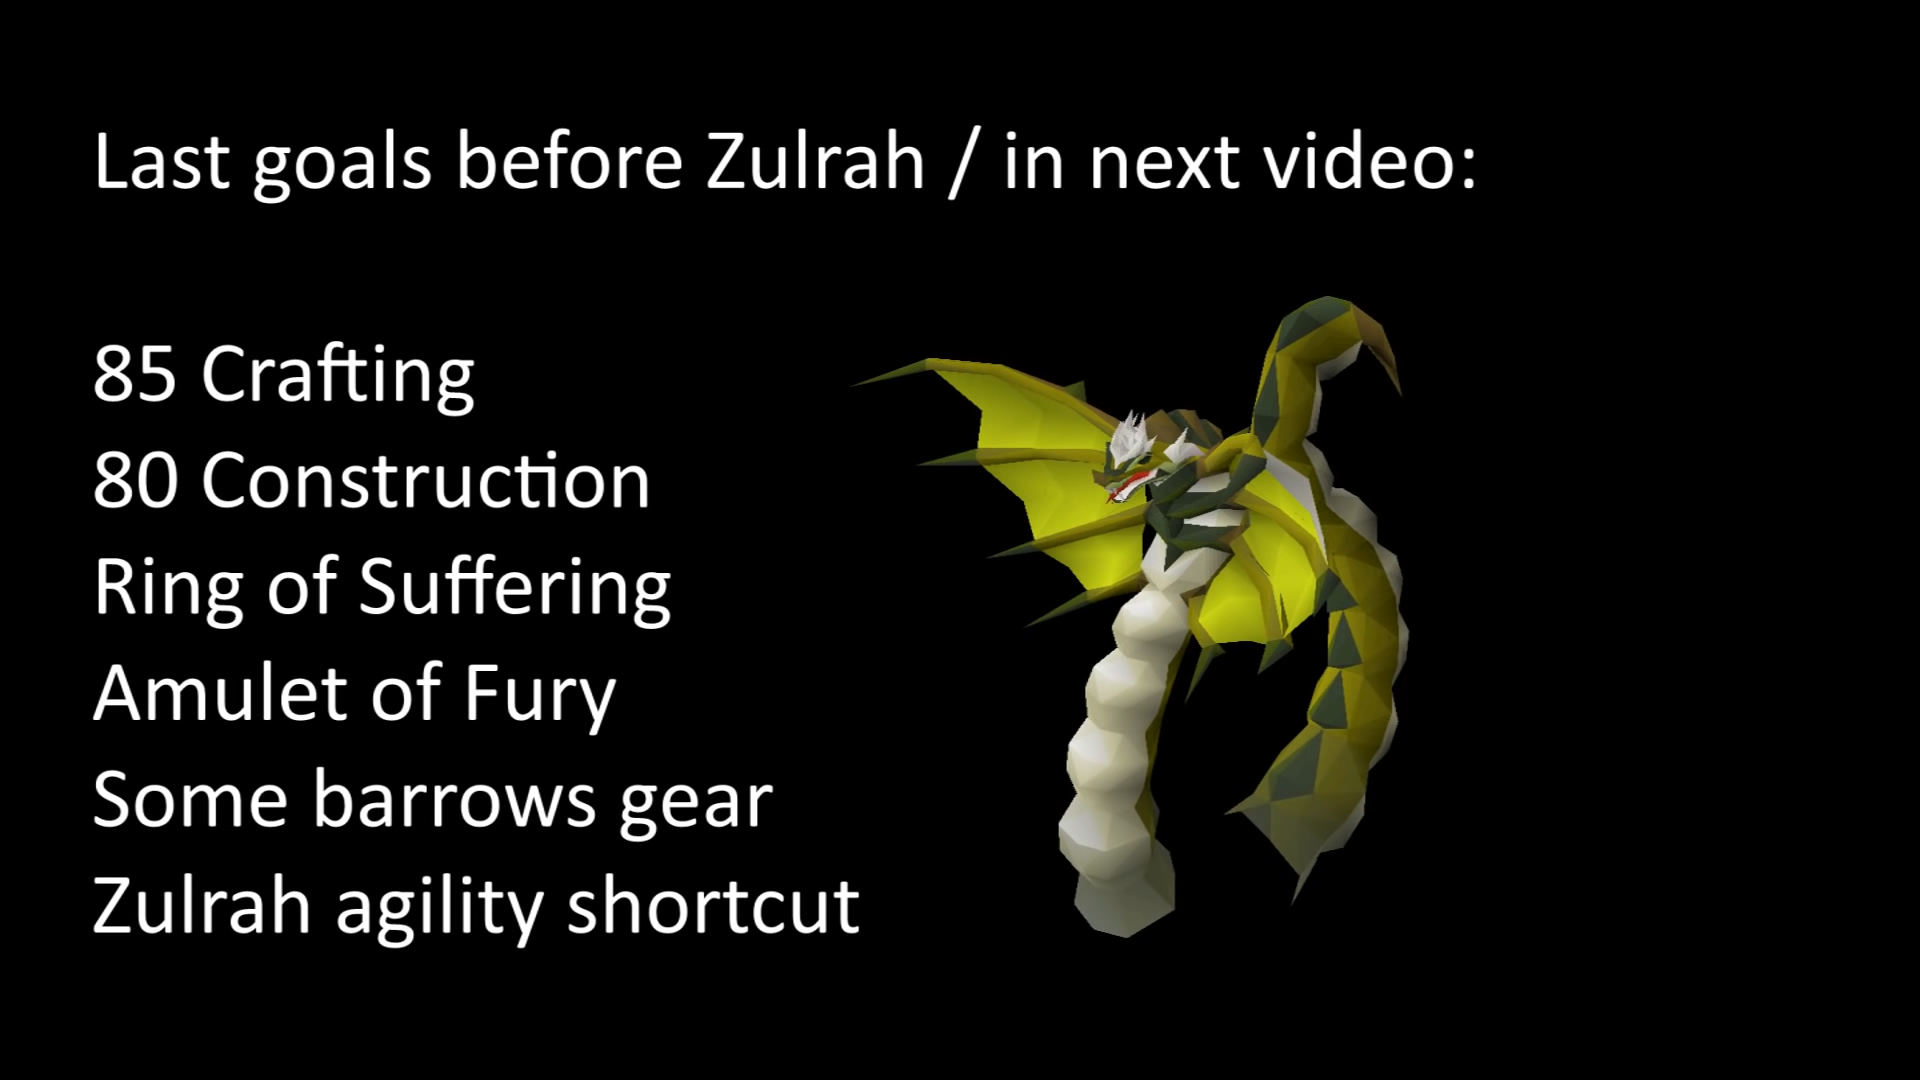 Last goals before Zulrah / in next video:
85 Crafting
80 Construction
Ring of Suffering
Amulet of Fury
Some barrows gear
Zulrah agility shortcut